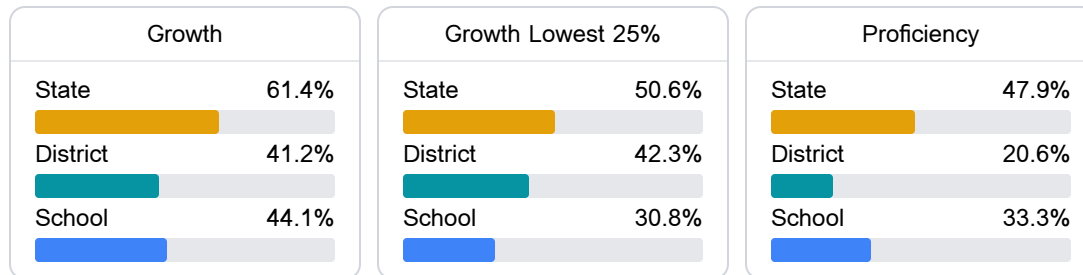 Growth
State 61.4%
District 41.2%
School 44.1%
Growth Lowest 25%
State 50.6%
District 42.3%
School 30.8%
Proficiency
State 47.9%
District 20.6%
School 33.3%